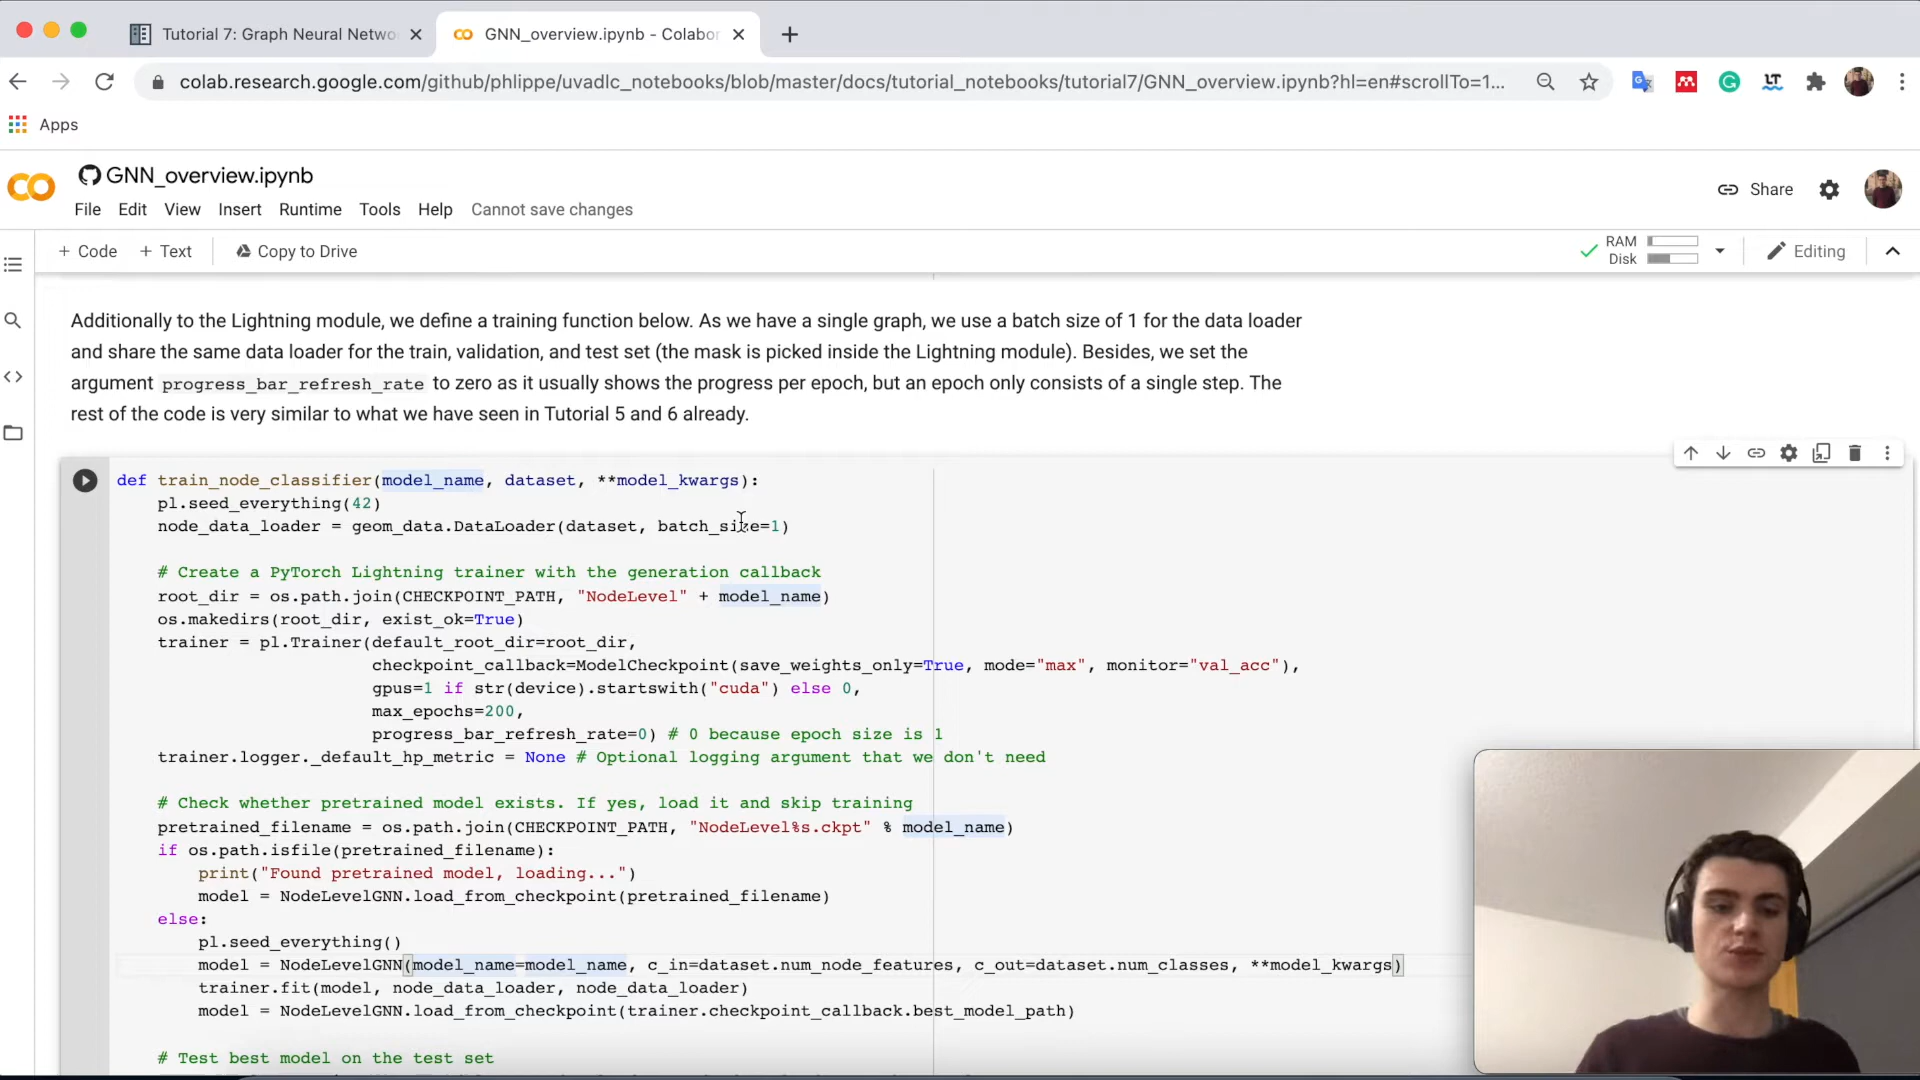 Tutorial 7: Graph Neural Netwo
GNN_overview.ipynb - Colabor
colab.research.google.com/github/phlippe/uvadlc_notebooks/blob/master/docs/tutorial_notebooks/tutorial7/GNN_overview.ipynb?hl=en#scrollTo=1...
Apps
GNN_overview.ipynb
Share
File Edit View Insert Runtime Tools Help Cannot save changes
+ Code + Text Copy to Drive
RAM
Disk
Editing
Additionally to the Lightning module, we define a training function below. As we have a single graph, we use a batch size of 1 for the data loader
and share the same data loader for the train, validation, and test set (the mask is picked inside the Lightning module). Besides, we set the
argument progress_bar_refresh_rate to zero as it usually shows the progress per epoch, but an epoch only consists of a single step. The
rest of the code is very similar to what we have seen in Tutorial 5 and 6 already.
def train_node_classifier(model_name, dataset, **model_kwargs):
pl.seed_everything(42)
node_data_loader = geom_data.DataLoader(dataset, batch_size=1)
# Create a PyTorch Lightning trainer with the generation callback
root_dir = os.path.join(CHECKPOINT_PATH, "NodeLevel" + model_name)
os.makedirs(root_dir, exist_ok=True)
trainer = pl.Trainer(default_root_dir=root_dir,
checkpoint_callback=ModelCheckpoint(save_weights_only=True, mode="max", monitor="val_acc"),
gpus=1 if str(device).startswith("cuda") else 0,
max_epochs=200,
progress_bar_refresh_rate=0) # 0 because epoch size is 1
trainer.logger._default_hp_metric = None # Optional logging argument that we don't need
# Check whether pretrained model exists. If yes, load it and skip training
pretrained_filename = os.path.join(CHECKPOINT_PATH, "NodeLevel%s.ckpt" % model_name)
if os.path.isfile(pretrained_filename):
print("Found pretrained model, loading...")
model = NodeLevelGNN.load_from_checkpoint(pretrained_filename)
else:
pl.seed_everything()
model = NodeLevelGNN(model_name=model_name, c_in=dataset.num_node_features, c_out=dataset.num_classes, **model_kwargs)
trainer.fit(model, node_data_loader, node_data_loader)
model = NodeLevelGNN.load_from_checkpoint(trainer.checkpoint_callback.best_model_path)
# Test best model on the test set